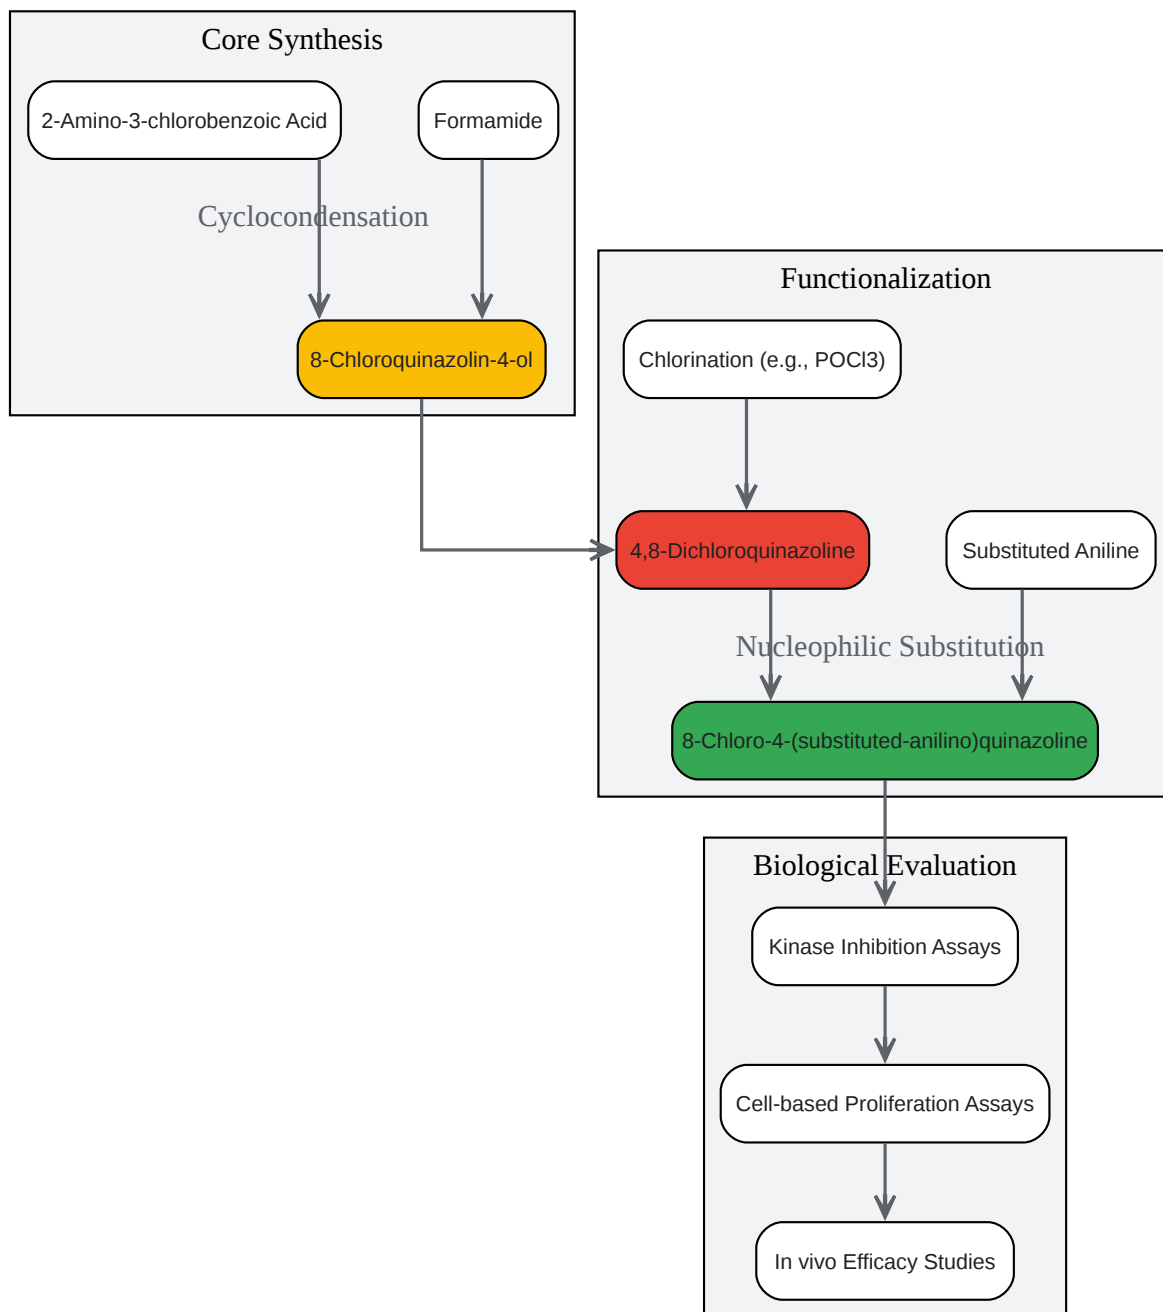 Core Synthesis
2-Amino-3-chlorobenzoic Acid
Formamide
Cyclocondensation
8-Chloroquinazolin-4-ol
Functionalization
Chlorination (e.g., POCl3)
4,8-Dichloroquinazoline
Substituted Aniline
Nucleophilic Substitution
8-Chloro-4-(substituted-anilino)quinazoline
Biological Evaluation
Kinase Inhibition Assays
Cell-based Proliferation Assays
In vivo Efficacy Studies